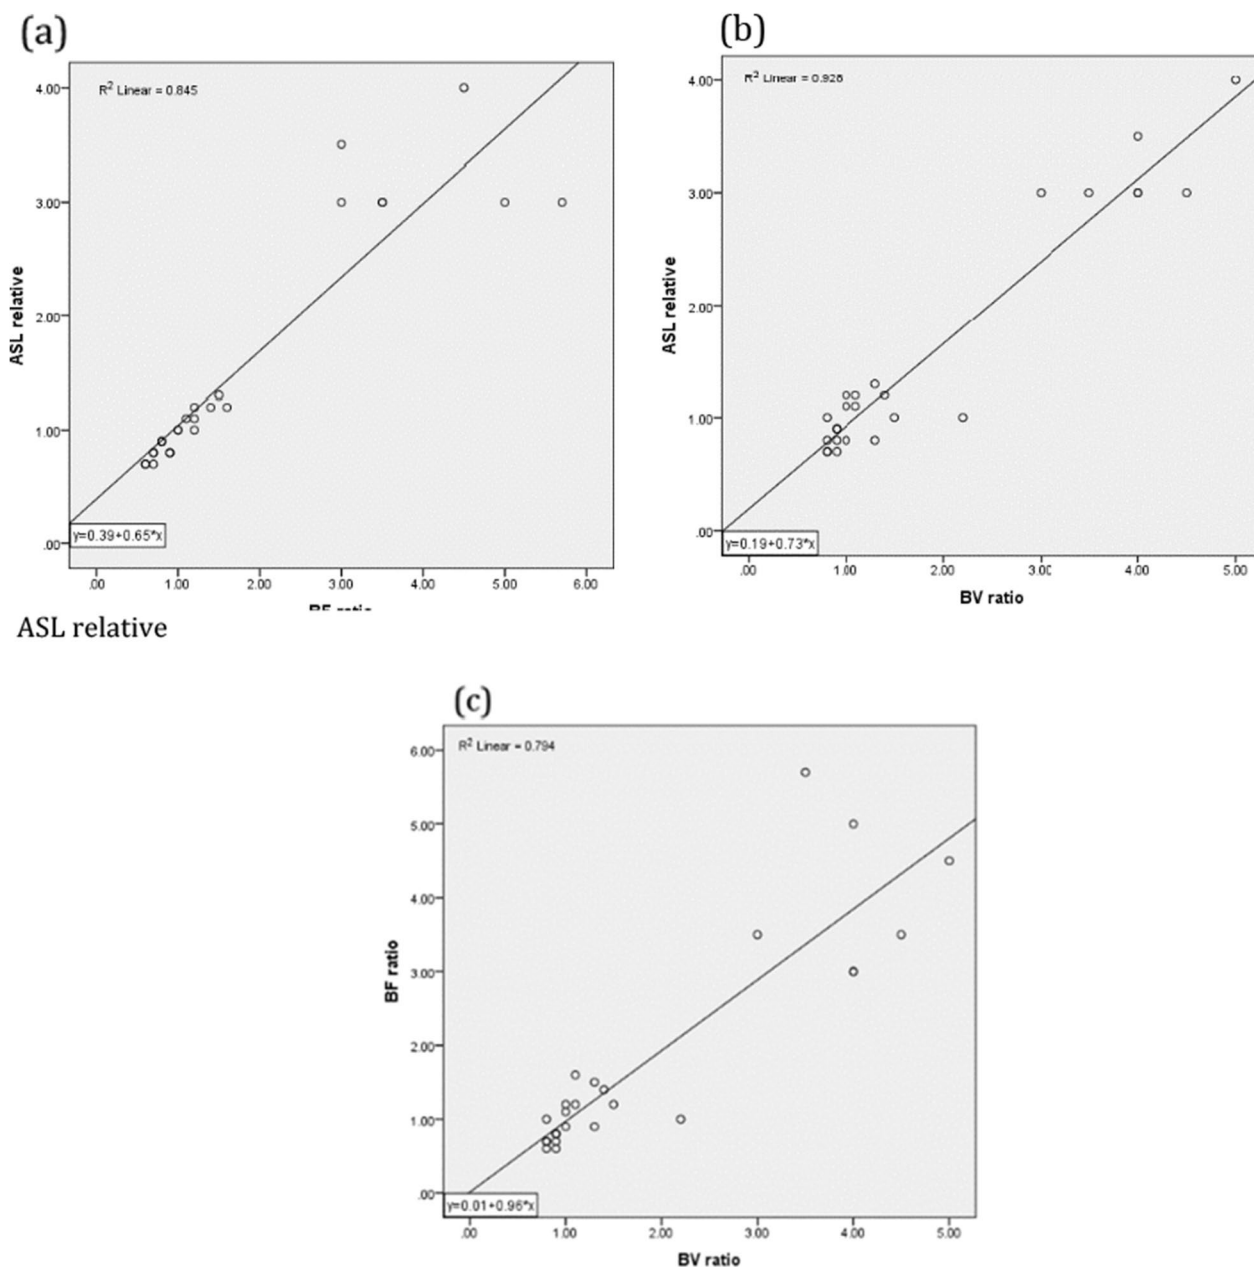 (a)
R² Linear = 0.845
4.00
3.00
2.00
1.00
.00
ASL relative
y=0.39+0.65*x
.00 1.00 2.00 3.00 4.00 5.00 6.00
ASL relative
(b)
R² Linear = 0.928
4.00
3.00
2.00
1.00
.00
ASL relative
y=0.19+0.73*x
.00 1.00 2.00 3.00 4.00 5.00
BV ratio
(c)
R² Linear = 0.794
6.00
5.00
4.00
3.00
2.00
1.00
.00
BF ratio
y=0.01+0.96*x
.00 1.00 2.00 3.00 4.00 5.00
BV ratio